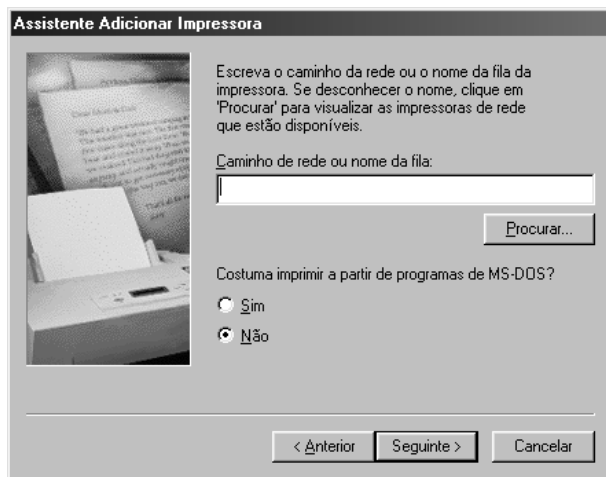 Assistente Adicionar Impressora
Escreva o caminho da rede ou o nome da fila da
impressora. Se desconhecer o nome, clique em
'Procurar' para visualizar as impressoras de rede
que estão disponíveis.
Caminho de rede ou nome da fila:
Procurar...
Costuma imprimir a partir de programas de MS-DOS?
Sim
Não
< Anterior
Seguinte >
Cancelar